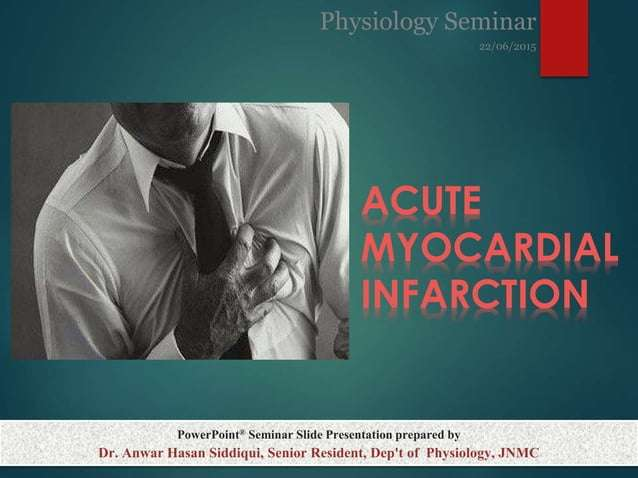 Physiology Seminar
22/06/2015
ACUTE
MYOCARDIAL
INFARCTION
PowerPoint® Seminar Slide Presentation prepared by
Dr. Anwar Hasan Siddiqui, Senior Resident, Dep't of Physiology, JNMC